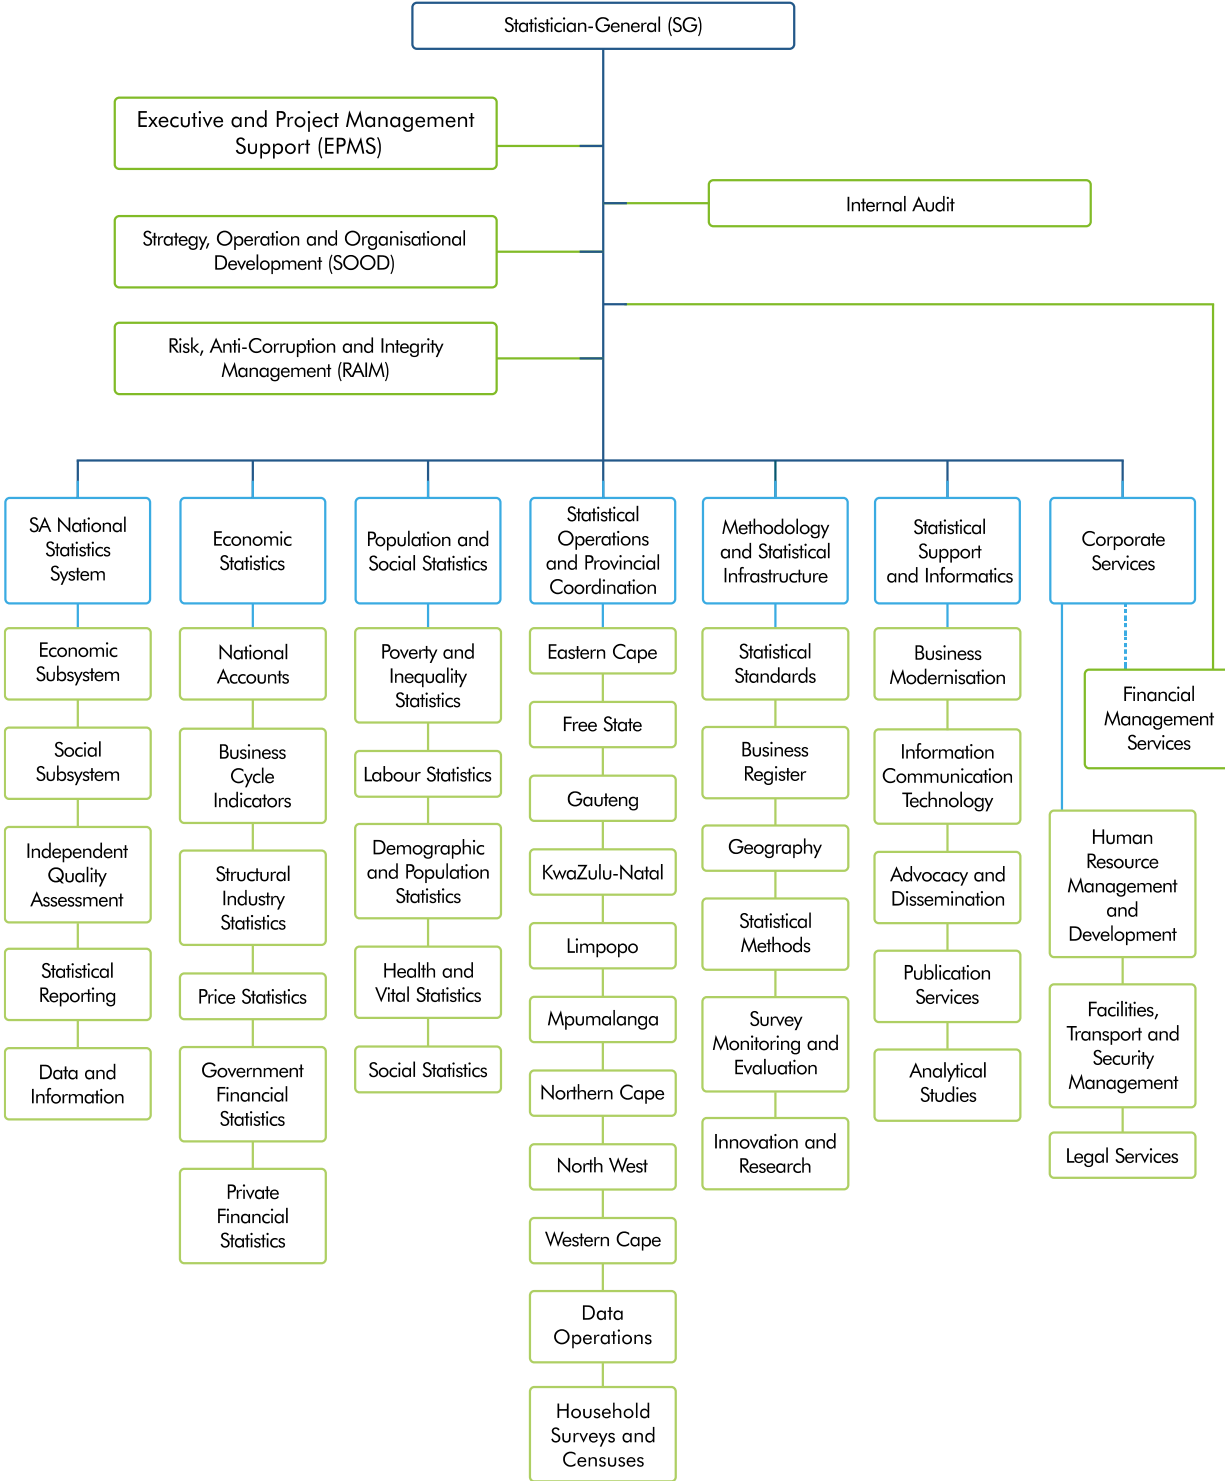 Statistician-General (SG)
Executive and Project Management
Support (EPMS)
Internal Audit
Strategy, Operation and Organisational
Development (SOOD)
Risk, Anti-Corruption and Integrity
Management (RAIM)
SA National
Statistics
System
Economic
Subsystem
Social
Subsystem
Independent
Quality
Assessment
Statistical
Reporting
Data and
Information
Economic
Statistics
National
Accounts
Business
Cycle
Indicators
Structural
Industry
Statistics
Price Statistics
Government
Financial
Statistics
Private
Financial
Statistics
Population and
Social Statistics
Poverty and
Inequality
Statistics
Labour Statistics
Demographic
and Population
Statistics
Health and
Vital Statistics
Social Statistics
Statistical
Operations
and Provincial
Coordination
Eastern Cape
Free State
Gauteng
KwaZulu-Natal
Limpopo
Mpumalanga
Northern Cape
North West
Western Cape
Data
Operations
Household
Surveys and
Censuses
Methodology
and Statistical
Infrastructure
Statistical
Standards
Business
Register
Geography
Statistical
Methods
Survey
Monitoring and
Evaluation
Innovation and
Research
Statistical
Support
and Informatics
Business
Modernisation
Information
Communication
Technology
Advocacy and
Dissemination
Publication
Services
Analytical
Studies
Corporate
Services
Financial
Management
Services
Human
Resource
Management
and
Development
Facilities,
Transport and
Security
Management
Legal Services